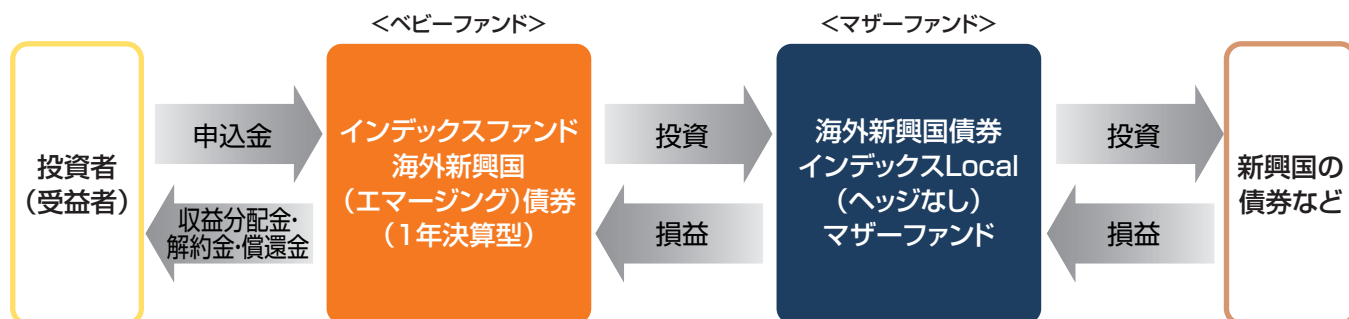 <ベビーファンド>
<マザーファンド>
投資者
(受益者)
申込金
収益分配金・
解約金・償還金
インデックスファンド
海外新興国
(エマージング)債券
(1年決算型)
投資
損益
海外新興国債券
インデックスLocal
(ヘッジなし)
マザーファンド
投資
損益
新興国の
債券など